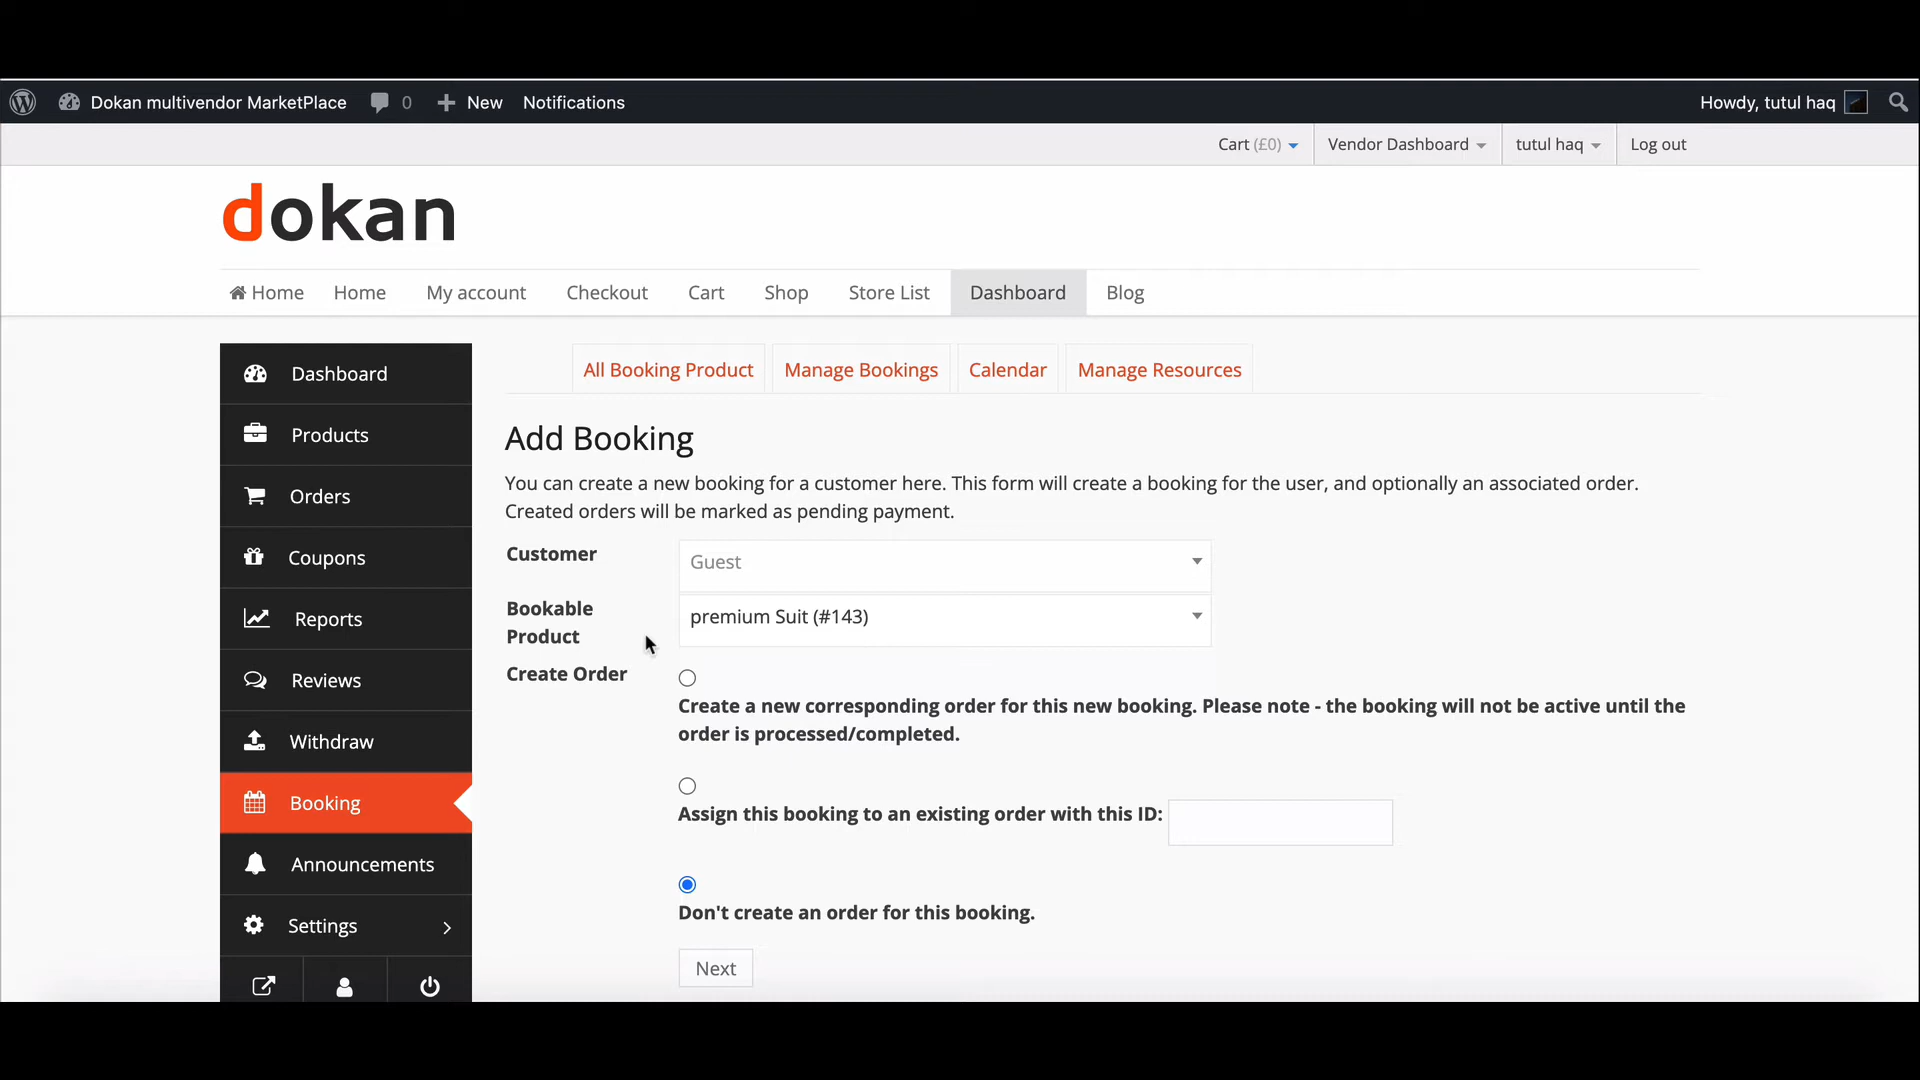 Dokan multivendor MarketPlace 0 New Notifications Howdy, tutul haq
Cart (£0) Vendor Dashboard tutul haq Log out
dokan
Home Home My account Checkout Cart Shop Store List Dashboard Blog
Dashboard
Products
Orders
Coupons
Reports
Reviews
Withdraw
Booking
Announcements
Settings
All Booking Product Manage Bookings Calendar Manage Resources
Add Booking
You can create a new booking for a customer here. This form will create a booking for the user, and optionally an associated order.
Created orders will be marked as pending payment.
Customer Guest
Bookable
Product
premium Suit (#143)
Create Order
Create a new corresponding order for this new booking. Please note - the booking will not be active until the
order is processed/completed.
Assign this booking to an existing order with this ID:
Don't create an order for this booking.
Next